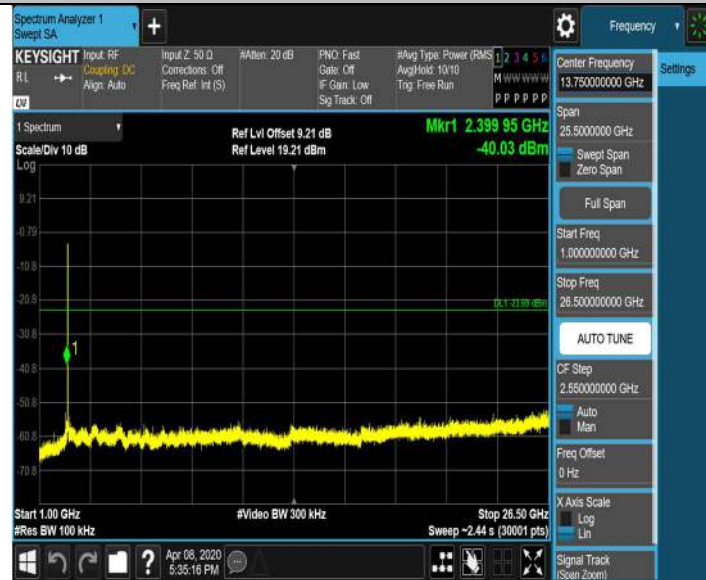 Spectrum Analyzer 1
Swept SA
+
Frequency
KEYSIGHT
RL
Input: RF
Coupling: DC
Align: Auto
Input Z: 50 Ω
Corrections: Off
Freq Ref: Int (S)
#Atten: 20 dB
PNO: Fast
Gate: Off
IF Gain: Low
Sig Track: Off
#Avg Type: Power (RMS
Avg|Hold: 10/10
Trig: Free Run
1 2 3 4 5 6
M W W W W W
P P P P P P
1 Spectrum
Scale/Div 10 dB
Log
Ref Lvl Offset 9.21 dB
Ref Level 19.21 dBm
Mkr1 2.399 95 GHz
-40.03 dBm
9.21
-0.79
-10.8
-20.8
-30.8
-40.8
-50.8
-60.8
-70.8
1
Start 1.00 GHz
#Res BW 100 kHz
#Video BW 300 kHz
Stop 26.50 GHz
Sweep ~2.44 s (30001 pts)
?
Apr 08, 2020
5:35:16 PM
Center Frequency
13.750000000 GHz
Span
25.5000000 GHz
Swept Span
Zero Span
Full Span
Start Freq
1.000000000 GHz
Stop Freq
26.500000000 GHz
AUTO TUNE
CF Step
2.550000000 GHz
Auto
Man
Freq Offset
0 Hz
X Axis Scale
Log
Lin
Signal Track
(Span Zoom)
Settings